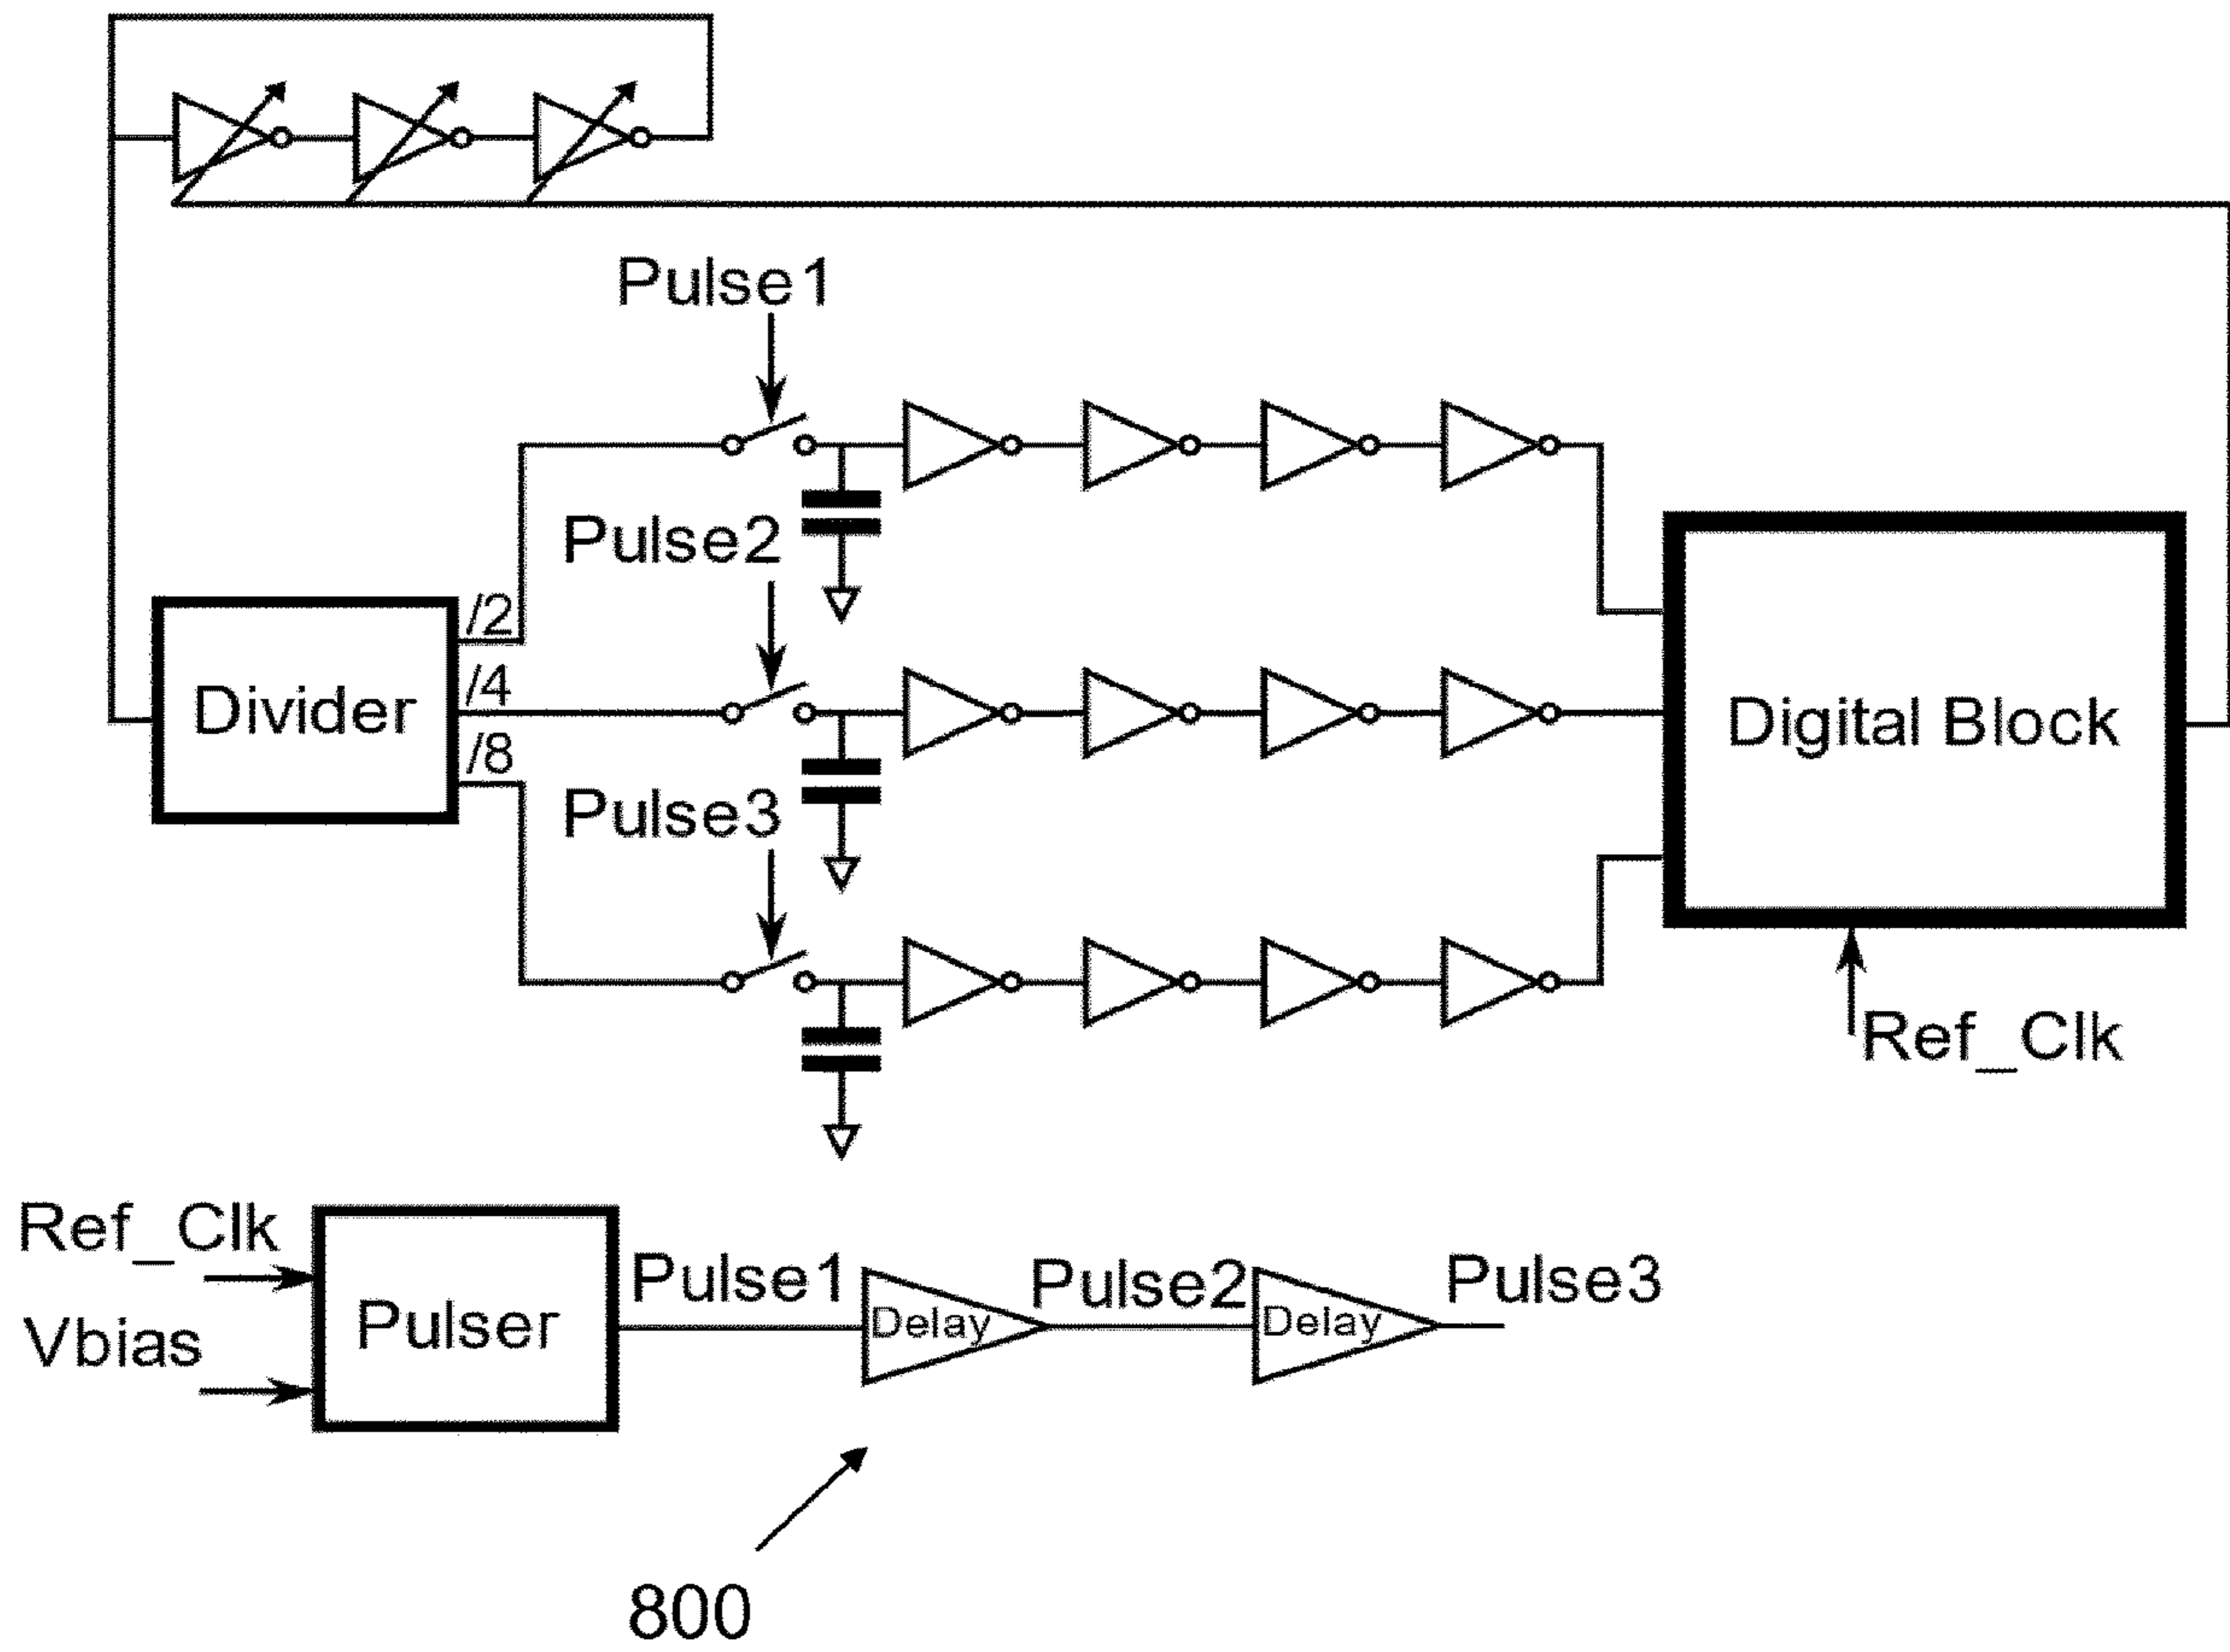 Pulse1
Pulse2
/2
/4
Divider
/8
Pulse3
Digital Block
Ref_Clk
Ref_Clk
Vbias
Pulser
Pulse1
Delay
Pulse2
Delay
Pulse3
800